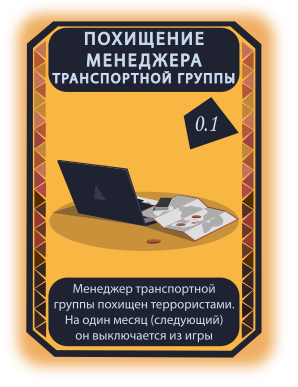 ПОХИЩЕНИЕ
МЕНЕДЖЕРА
ТРАНСПОРТНОЙ ГРУППЫ
0.1
Менеджер транспортной
группы похищен террористами.
На один месяц (следующий)
он выключается из игры